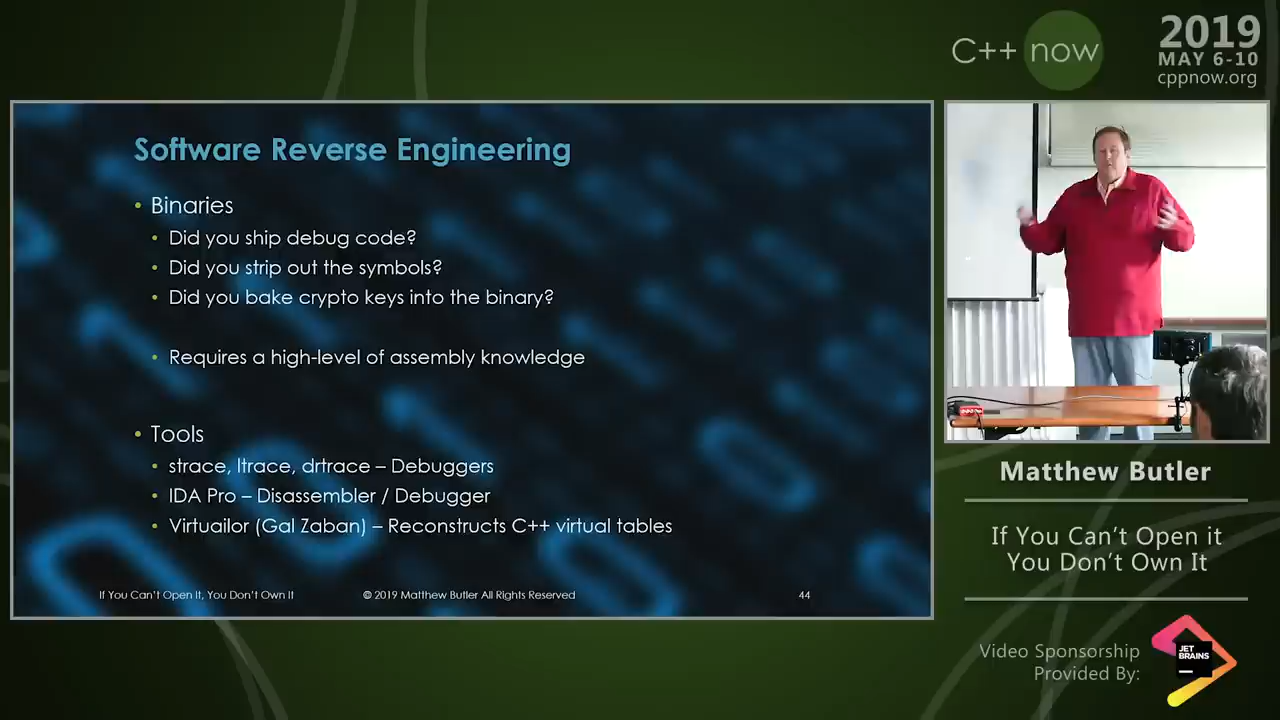 C++ now
2019
MAY 6-10
cppnow.org
Software Reverse Engineering
• Binaries
• Did you ship debug code?
• Did you strip out the symbols?
• Did you bake crypto keys into the binary?
• Requires a high-level of assembly knowledge
• Tools
• strace, ltrace, drtrace – Debuggers
• IDA Pro – Disassembler / Debugger
• Virtuailor (Gal Zaban) – Reconstructs C++ virtual tables
If You Can't Open It, You Don't Own It
© 2019 Matthew Butler All Rights Reserved
44
Matthew Butler
If You Can't Open it
You Don't Own It
Video Sponsorship
Provided By:
JET
BRAINS